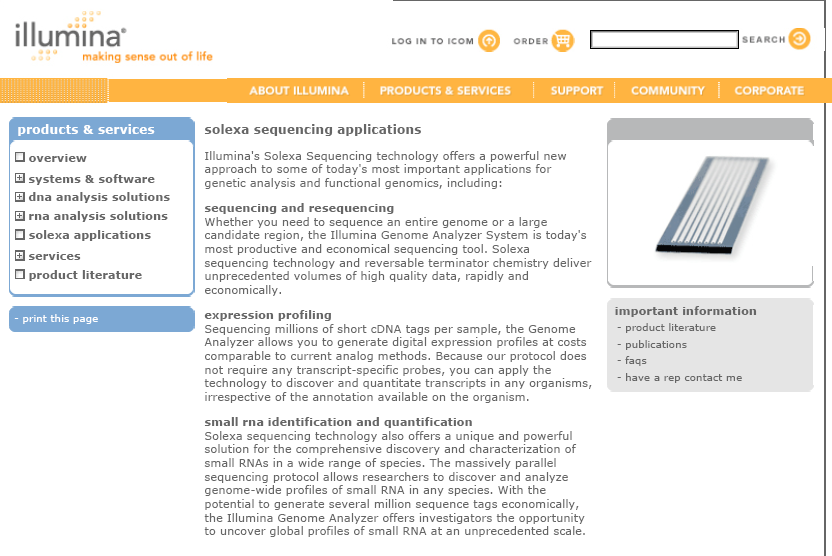 illumina®
making sense out of life
LOG IN TO ICOM
ORDER
SEARCH
ABOUT ILLUMINA
PRODUCTS & SERVICES
SUPPORT
COMMUNITY
CORPORATE
products & services
overview
systems & software
dna analysis solutions
rna analysis solutions
solexa applications
services
product literature
- print this page
solexa sequencing applications
Illumina's Solexa Sequencing technology offers a powerful new
approach to some of today's most important applications for
genetic analysis and functional genomics, including:
sequencing and resequencing
Whether you need to sequence an entire genome or a large
candidate region, the Illumina Genome Analyzer System is today's
most productive and economical sequencing tool. Solexa
sequencing technology and reversable terminator chemistry deliver
unprecedented volumes of high quality data, rapidly and
economically.
expression profiling
Sequencing millions of short cDNA tags per sample, the Genome
Analyzer allows you to generate digital expression profiles at costs
comparable to current analog methods. Because our protocol does
not require any transcript-specific probes, you can apply the
technology to discover and quantitate transcripts in any organisms,
irrespective of the annotation available on the organism.
small rna identification and quantification
Solexa sequencing technology also offers a unique and powerful
solution for the comprehensive discovery and characterization of
small RNAs in a wide range of species. The massively parallel
sequencing protocol allows researchers to discover and analyze
genome-wide profiles of small RNA in any species. With the
potential to generate several million sequence tags economically,
the Illumina Genome Analyzer offers investigators the opportunity
to uncover global profiles of small RNA at an unprecedented scale.
important information
- product literature
- publications
- faqs
- have a rep contact me